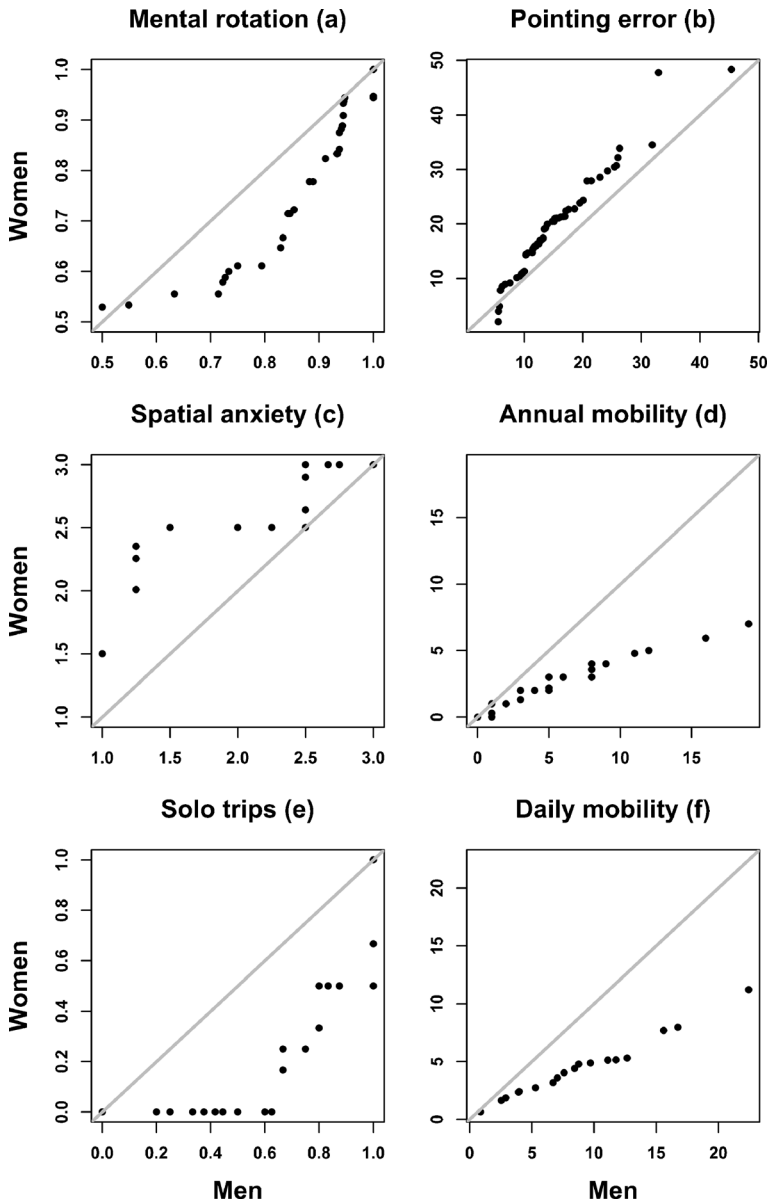 Mental rotation (a)
Pointing error (b)
Women
1.0
0.9
0.8
0.7
0.6
0.5
0.5 0.6 0.7 0.8 0.9 1.0
50
40
30
20
10
10 20 30 40 50
Spatial anxiety (c)
Annual mobility (d)
Women
3.0
2.5
2.0
1.5
1.0
1.0 1.5 2.0 2.5 3.0
15
10
5
0
0 5 10 15
Solo trips (e)
Daily mobility (f)
Women
1.0
0.8
0.6
0.4
0.2
0.0
0.0 0.2 0.4 0.6 0.8 1.0
Men
20
15
10
5
0
0 5 10 15 20
Men